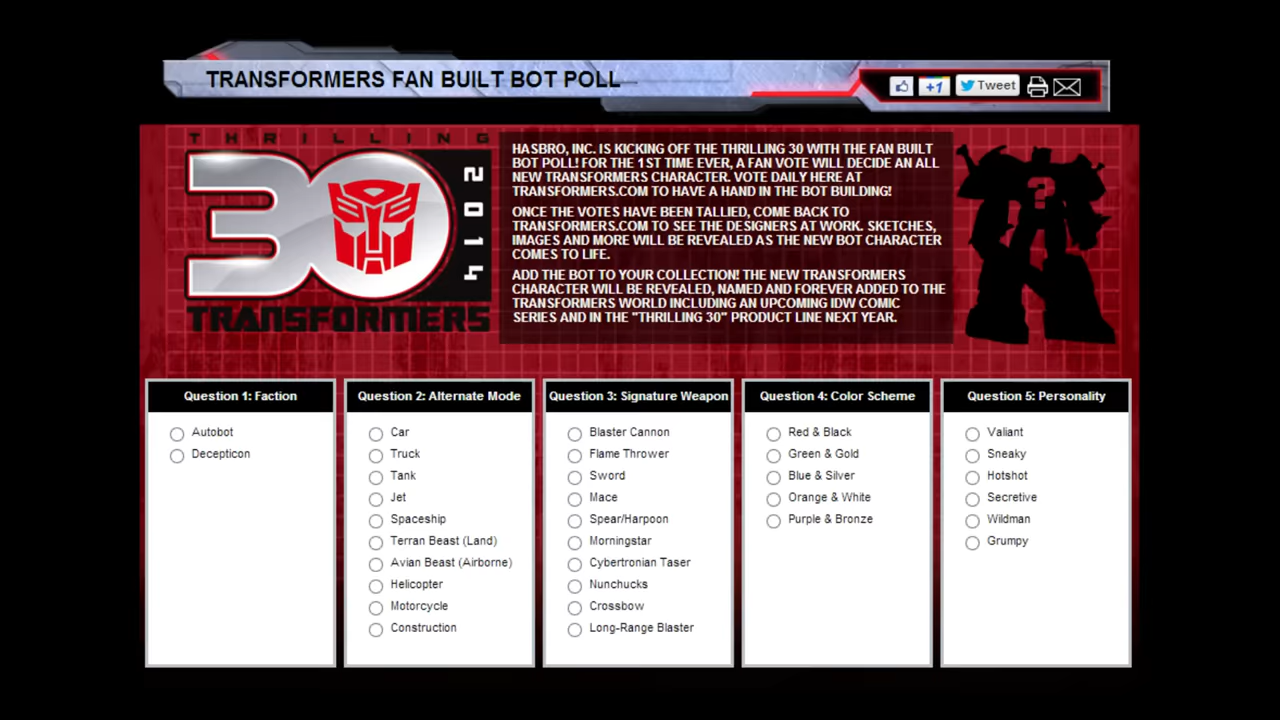 TRANSFORMERS FAN BUILT BOT POLL
+1
Tweet
THRILLING
30
2014
TRANSFORMERS
HASBRO, INC. IS KICKING OFF THE THRILLING 30 WITH THE FAN BUILT
BOT POLL! FOR THE 1ST TIME EVER, A FAN VOTE WILL DECIDE AN ALL
NEW TRANSFORMERS CHARACTER. VOTE DAILY HERE AT
TRANSFORMERS.COM TO HAVE A HAND IN THE BOT BUILDING!
ONCE THE VOTES HAVE BEEN TALLIED, COME BACK TO
TRANSFORMERS.COM TO SEE THE DESIGNERS AT WORK. SKETCHES,
IMAGES AND MORE WILL BE REVEALED AS THE NEW BOT CHARACTER
COMES TO LIFE.
ADD THE BOT TO YOUR COLLECTION! THE NEW TRANSFORMERS
CHARACTER WILL BE REVEALED, NAMED AND FOREVER ADDED TO THE
TRANSFORMERS WORLD INCLUDING AN UPCOMING IDW COMIC
SERIES AND IN THE "THRILLING 30" PRODUCT LINE NEXT YEAR.
?
Question 1: Faction
Autobot
Decepticon
Question 2: Alternate Mode
Car
Truck
Tank
Jet
Spaceship
Terran Beast (Land)
Avian Beast (Airborne)
Helicopter
Motorcycle
Construction
Question 3: Signature Weapon
Blaster Cannon
Flame Thrower
Sword
Mace
Spear/Harpoon
Morningstar
Cybertronian Taser
Nunchucks
Crossbow
Long-Range Blaster
Question 4: Color Scheme
Red & Black
Green & Gold
Blue & Silver
Orange & White
Purple & Bronze
Question 5: Personality
Valiant
Sneaky
Hotshot
Secretive
Wildman
Grumpy